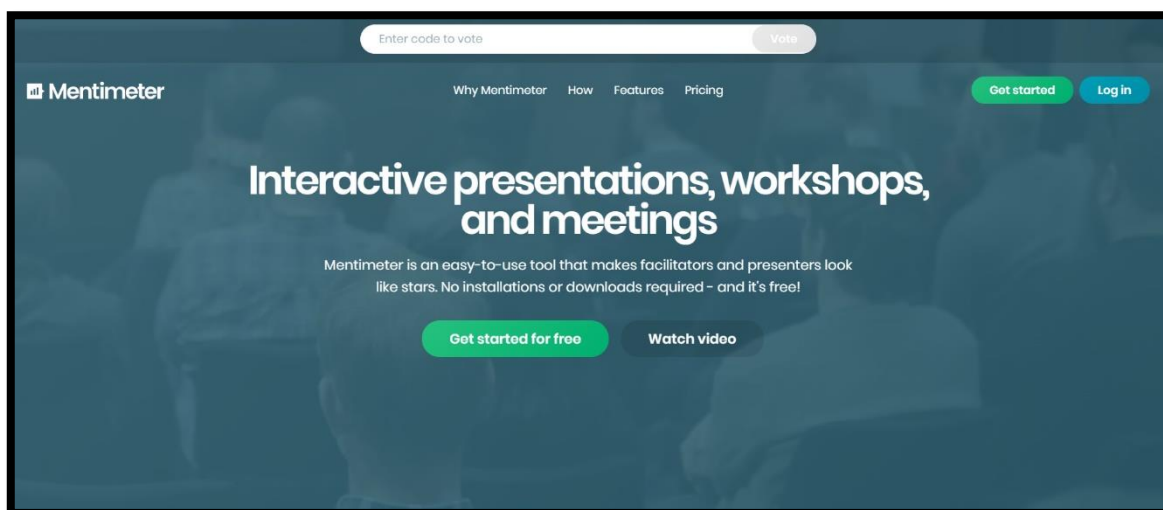 Enter code to vote Vote
Mentimeter Why Mentimeter How Features Pricing Get started Log in
Interactive presentations, workshops,
and meetings
Mentimeter is an easy-to-use tool that makes facilitators and presenters look
like stars. No installations or downloads required - and it's free!
Get started for free Watch video